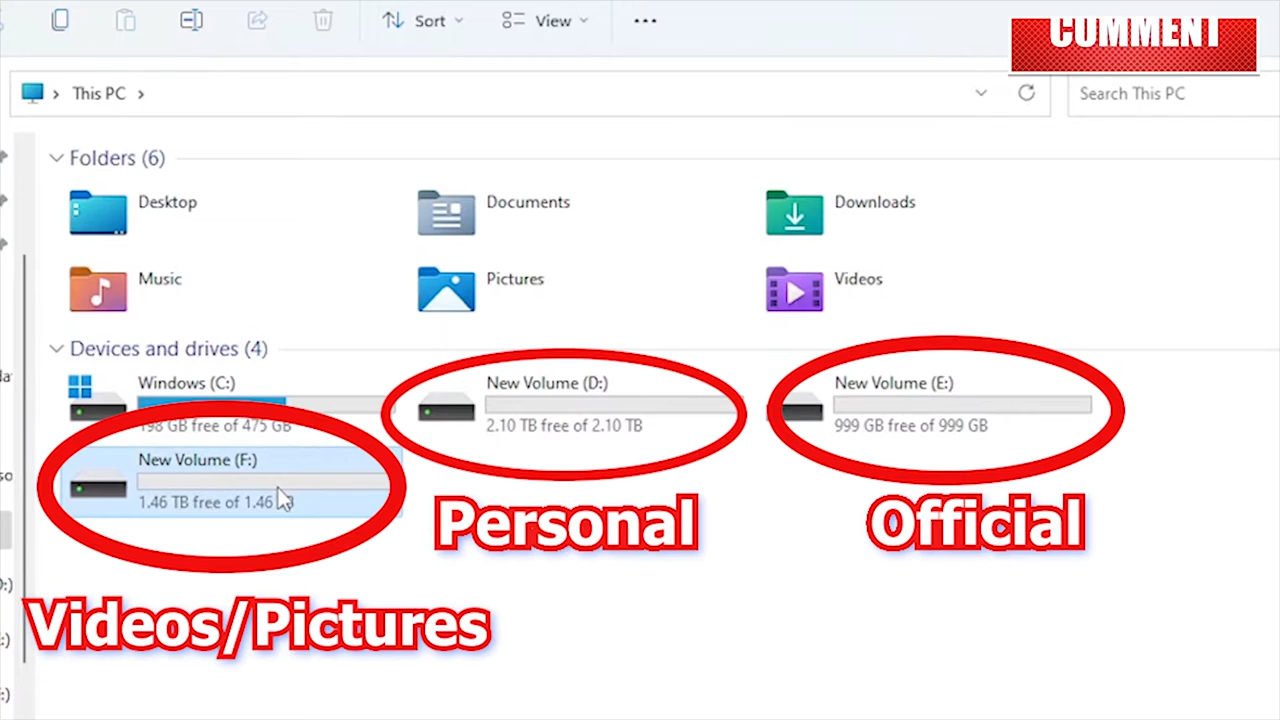 Sort
View
COMMENT
This PC
Search This PC
Folders (6)
Desktop
Documents
Downloads
Music
Pictures
Videos
Devices and drives (4)
Windows (C:)
198 GB free of 475 GB
New Volume (D:)
2.10 TB free of 2.10 TB
New Volume (E:)
999 GB free of 999 GB
New Volume (F:)
1.46 TB free of 1.46
Personal
Official
Videos/Pictures